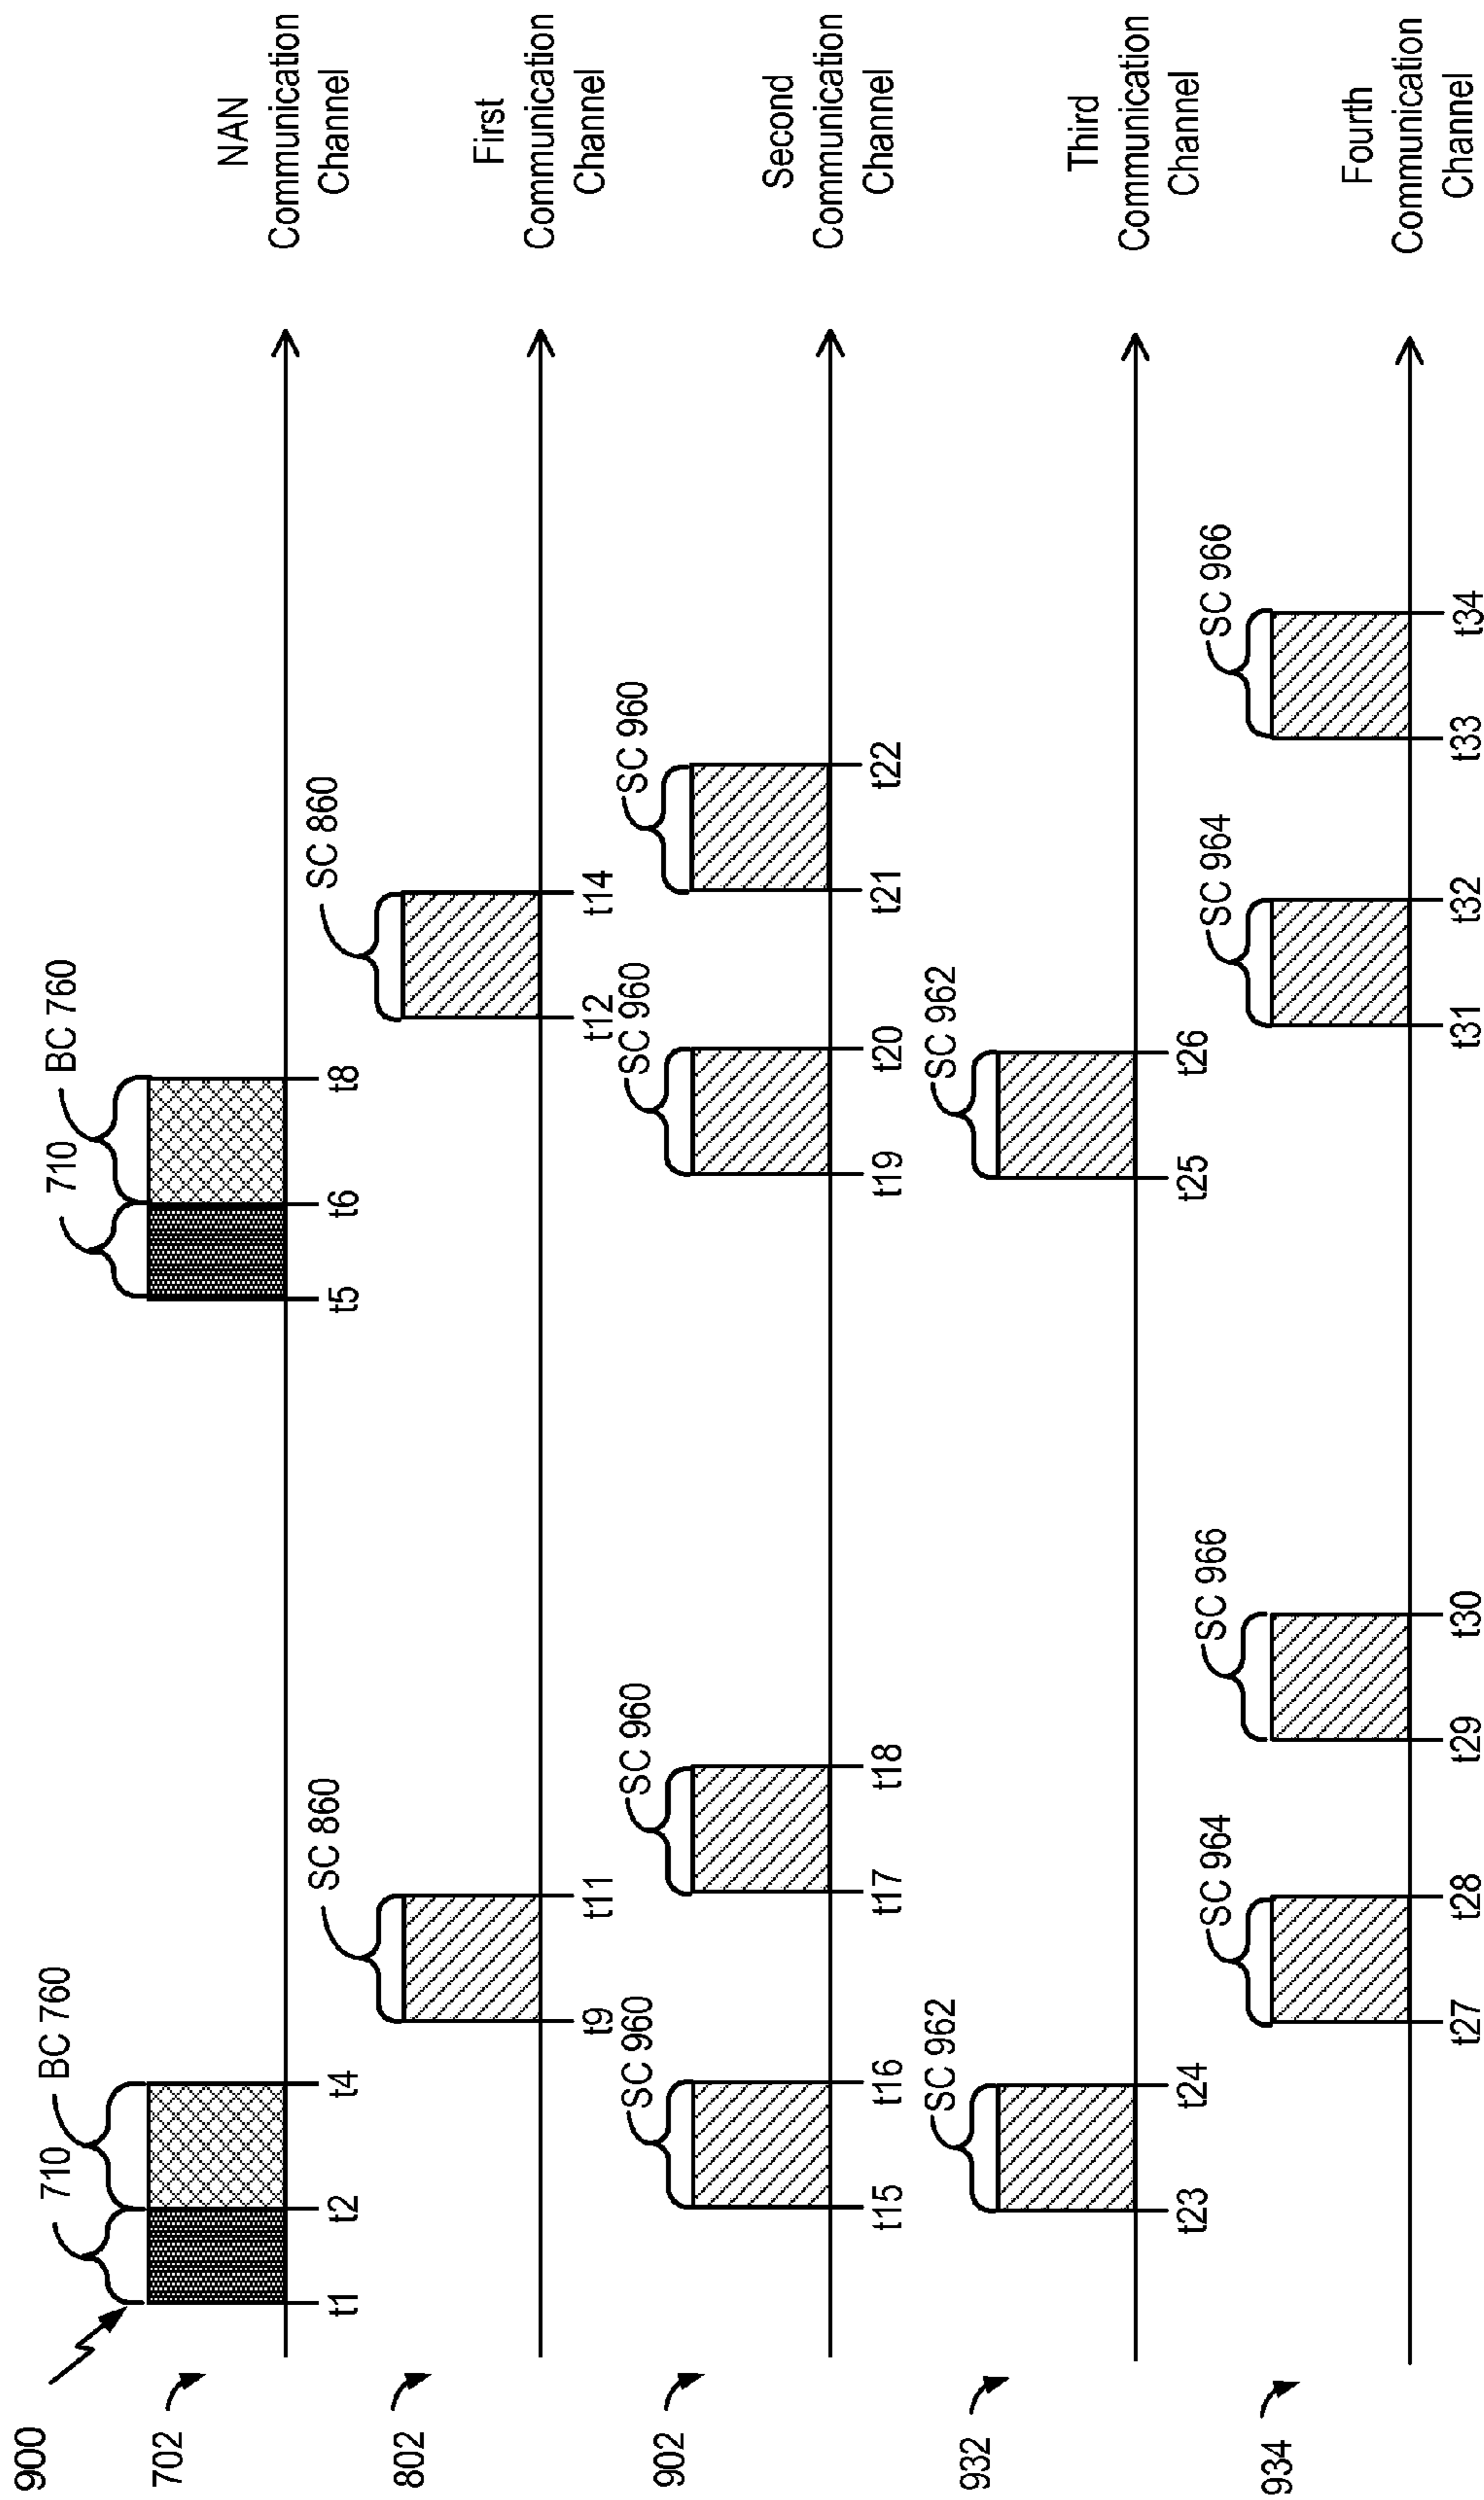 900
702
710
BC 760
710
BC 760
t1
t2
t4
t5
t6
t8
NAN
Communication
Channel
802
SC 860
SC 860
t9
t11
t12
t14
First
Communication
Channel
902
SC 960
SC 960
SC 960
SC 960
t15
t16
t17
t18
t19
t20
t21
t22
Second
Communication
Channel
932
SC 962
SC 962
t23
t24
t25
t26
Third
Communication
Channel
934
SC 964
SC 966
SC 964
SC 966
t27
t28
t29
t30
t31
t32
t33
t34
Fourth
Communication
Channel